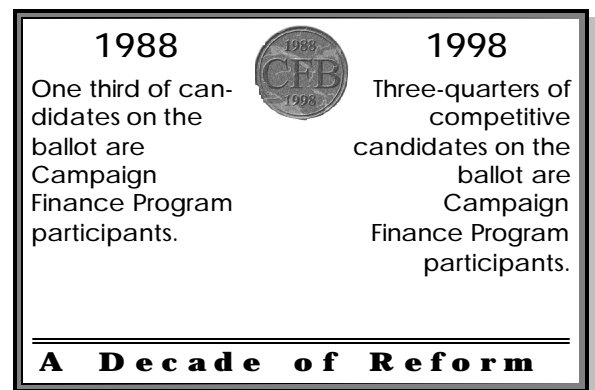 1988
One third of can-
didates on the
ballot are
Campaign
Finance Program
participants.
1988
CFB
1998
1998
Three-quarters of
competitive
candidates on the
ballot are
Campaign
Finance Program
participants.
A Decade of Reform